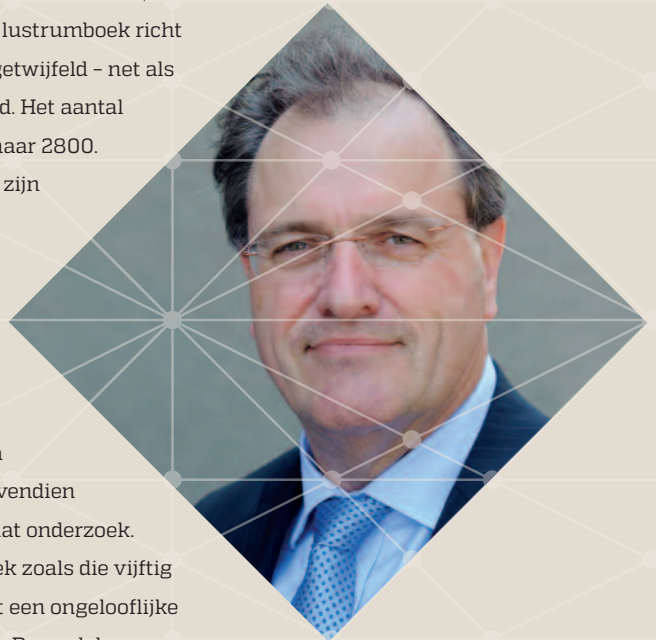 lustrumboek richt
getwijfeld – net als
d. Het aantal
naar 2800.
zijn
vendien
at onderzoek.
ek zoals die vijftig
t een ongelooflijke